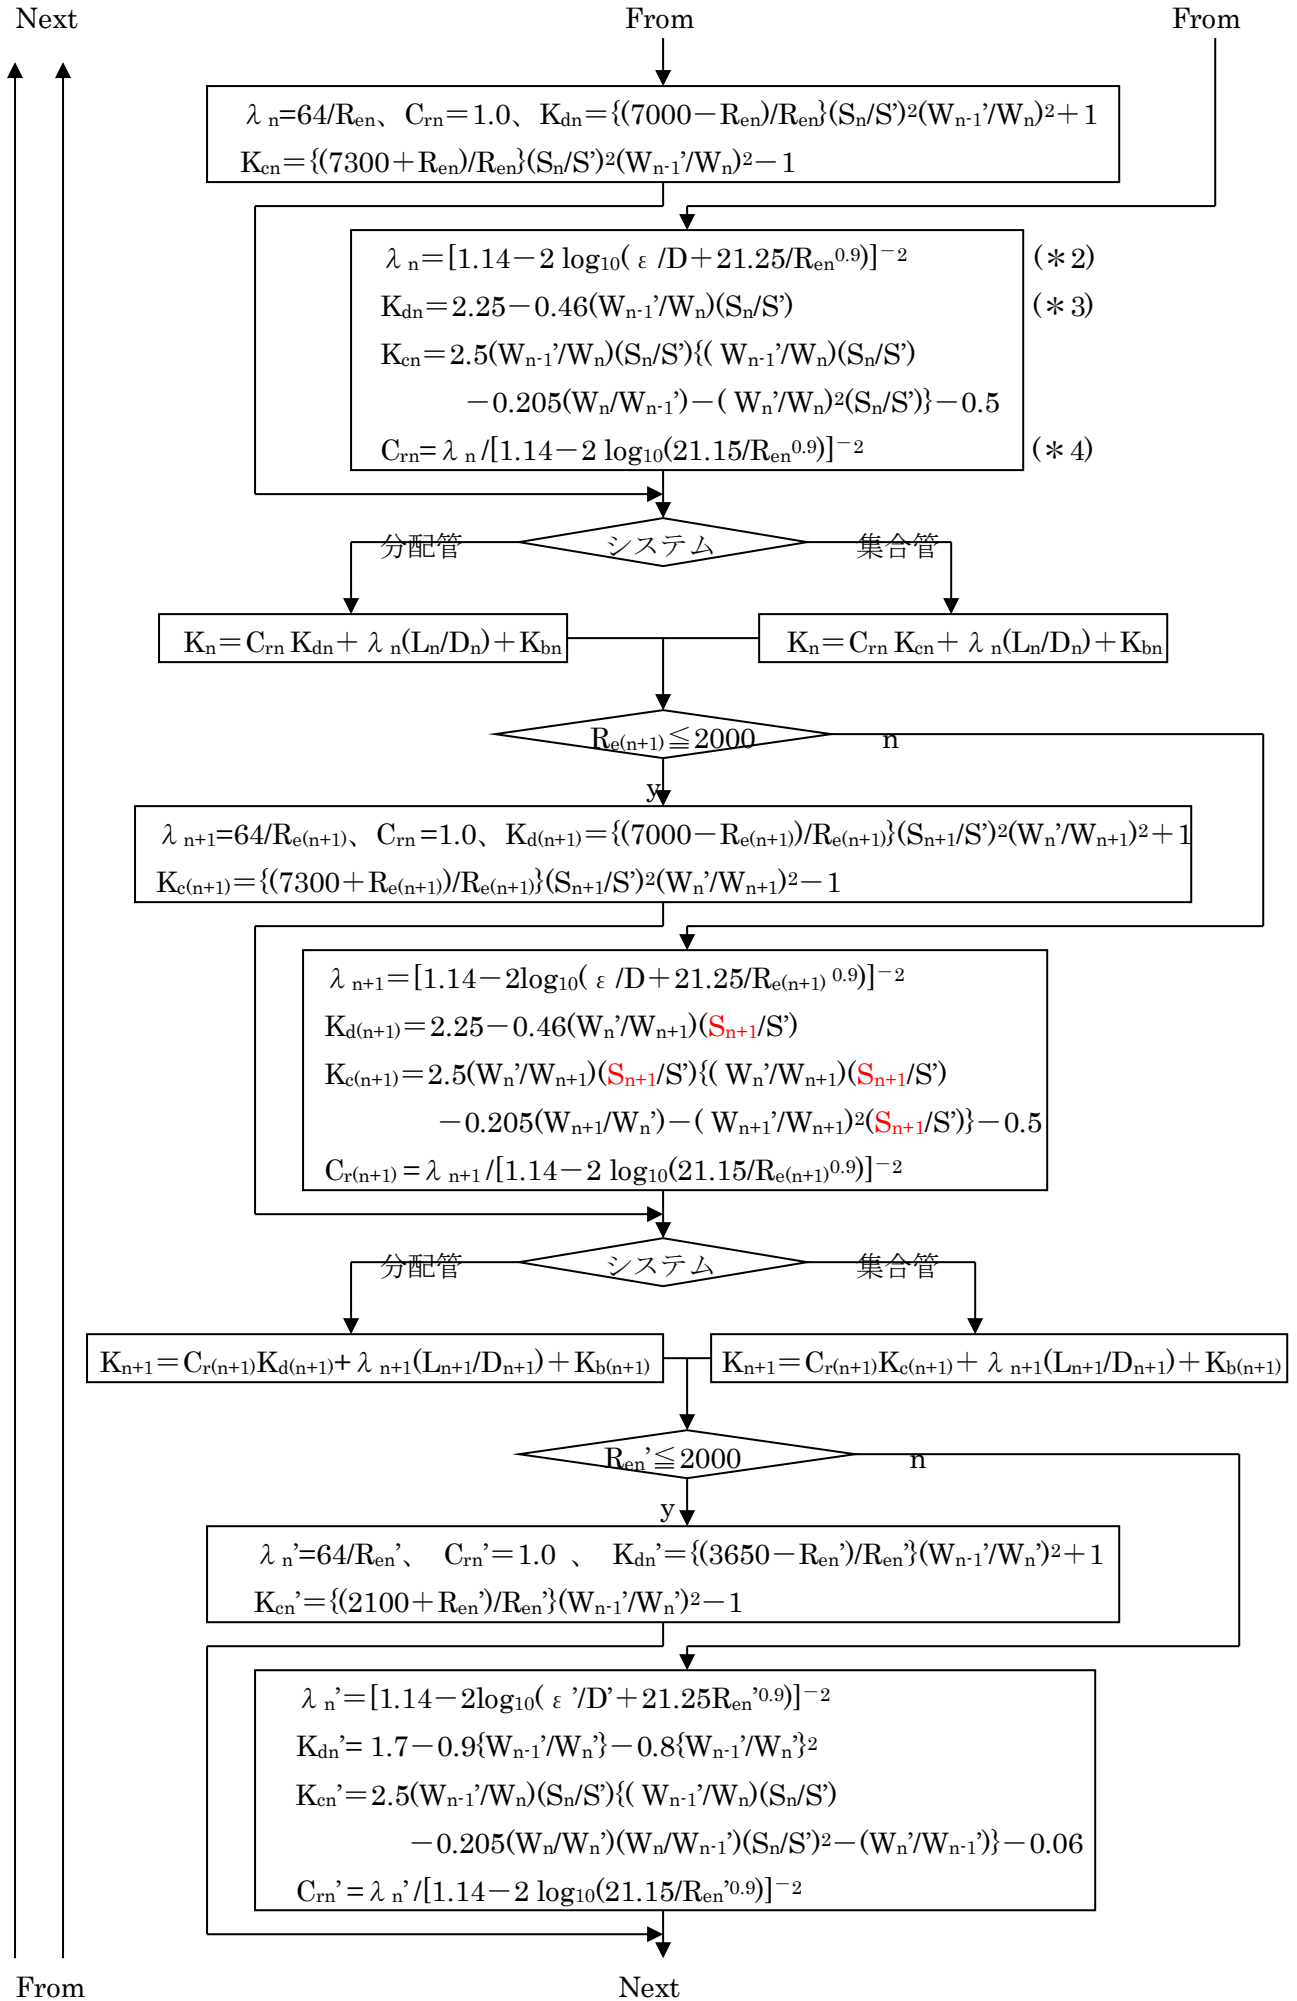 Next From From
λn=64/Ren、Crn=1.0、Kdn={(7000−Ren)/Ren}(Sn/S')2(Wn-1'/Wn)2+1
Kcn={(7300+Ren)/Ren}(Sn/S')2(Wn-1'/Wn)2−1
λn=[1.14−2 log10(ε/D+21.25/Ren0.9)]−2 (*2)
Kdn=2.25−0.46(Wn-1'/Wn)(Sn/S') (*3)
Kcn=2.5(Wn-1'/Wn)(Sn/S'){( Wn-1'/Wn)(Sn/S')
−0.205(Wn/Wn-1')−( Wn'/Wn)2(Sn/S')}−0.5
Crn=λn/[1.14−2 log10(21.15/Ren0.9)]−2 (*4)
分配管 システム 集合管
Kn=Crn Kdn+λn(Ln/Dn)+Kbn Kn=Crn Kcn+λn(Ln/Dn)+Kbn
Re(n+1)≦2000 n
y
λn+1=64/Re(n+1)、Crn=1.0、Kd(n+1)={(7000−Re(n+1))/Re(n+1)}(Sn+1/S')2(Wn'/Wn+1)2+1
Kc(n+1)={(7300+Re(n+1))/Re(n+1)}(Sn+1/S')2(Wn'/Wn+1)2−1
λn+1=[1.14−2log10(ε/D+21.25/Re(n+1)0.9)]−2
Kd(n+1)=2.25−0.46(Wn'/Wn+1)(Sn+1/S')
Kc(n+1)=2.5(Wn'/Wn+1)(Sn+1/S'){( Wn'/Wn+1)(Sn+1/S')
−0.205(Wn+1/Wn')−( Wn+1'/Wn+1)2(Sn+1/S')}−0.5
Cr(n+1)=λn+1/[1.14−2 log10(21.15/Re(n+1)0.9)]−2
分配管 システム 集合管
Kn+1=Cr(n+1)Kd(n+1)+λn+1(Ln+1/Dn+1)+Kb(n+1) Kn+1=Cr(n+1)Kc(n+1)+λn+1(Ln+1/Dn+1)+Kb(n+1)
Ren'≦2000 n
y
λn'=64/Ren'、 Crn'=1.0 、 Kdn'={(3650−Ren')/Ren'}(Wn-1'/Wn')2+1
Kcn'={(2100+Ren')/Ren'}(Wn-1'/Wn')2−1
λn'=[1.14−2log10(ε'/D'+21.25Ren'0.9)]−2
Kdn'= 1.7−0.9{Wn-1'/Wn'}−0.8{Wn-1'/Wn'}2
Kcn'=2.5(Wn-1'/Wn)(Sn/S'){( Wn-1'/Wn)(Sn/S')
−0.205(Wn/Wn')(Wn/Wn-1')(Sn/S')2−(Wn'/Wn-1')}−0.06
Crn'=λn'/[1.14−2 log10(21.15/Ren'0.9)]−2
From Next